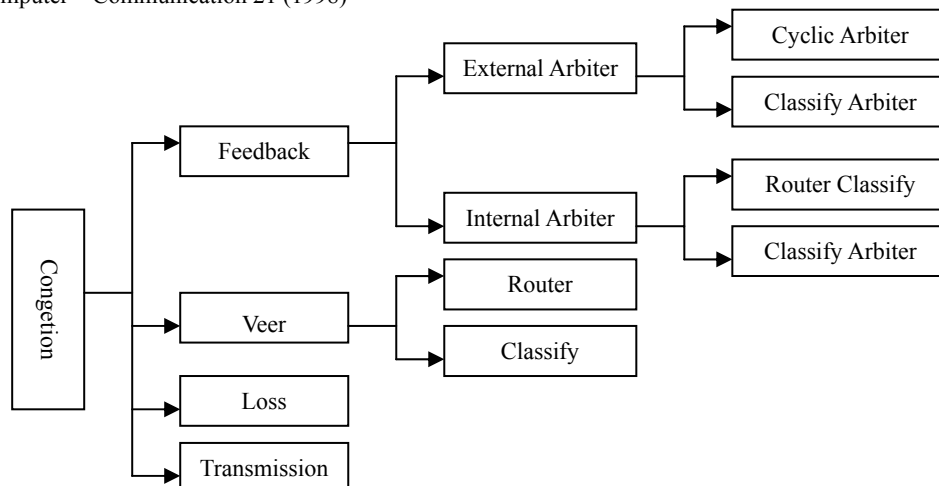 Communication 21 (1998)
Cyclic Arbiter
External Arbiter
Classify Arbiter
Feedback
Router Classify
Internal Arbiter
Classify Arbiter
Congetion
Router
Veer
Classify
Loss
Transmission